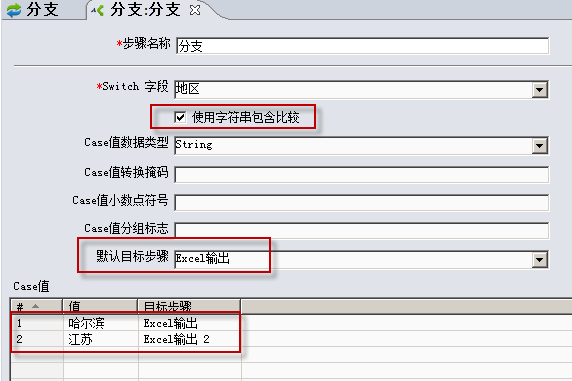 分支 分支:分支
*步骤名称 分支
*Switch 字段 地区
使用字符串包含比较
Case值数据类型 String
Case值转换掩码
Case值小数点符号
Case值分组标志
默认目标步骤 Excel输出
Case值
# 值 目标步骤
1 哈尔滨 Excel输出
2 江苏 Excel输出 2